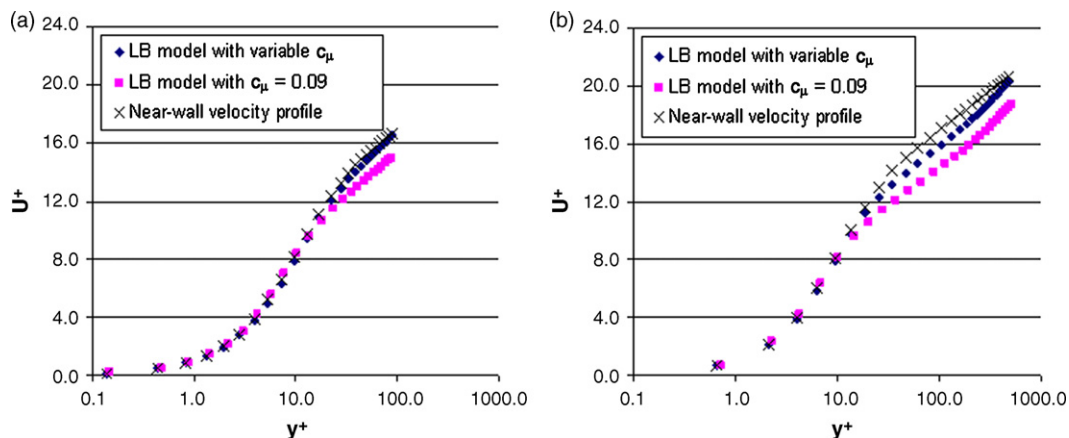 (a)
24.0
20.0
16.0
12.0
8.0
4.0
0.0
U+
LB model with variable cμ
LB model with cμ = 0.09
Near-wall velocity profile
0.1 1.0 10.0 100.0 1000.0
y+
(b)
24.0
20.0
16.0
12.0
8.0
4.0
0.0
U+
LB model with variable cμ
LB model with cμ = 0.09
Near-wall velocity profile
0.1 1.0 10.0 100.0 1000.0
y+